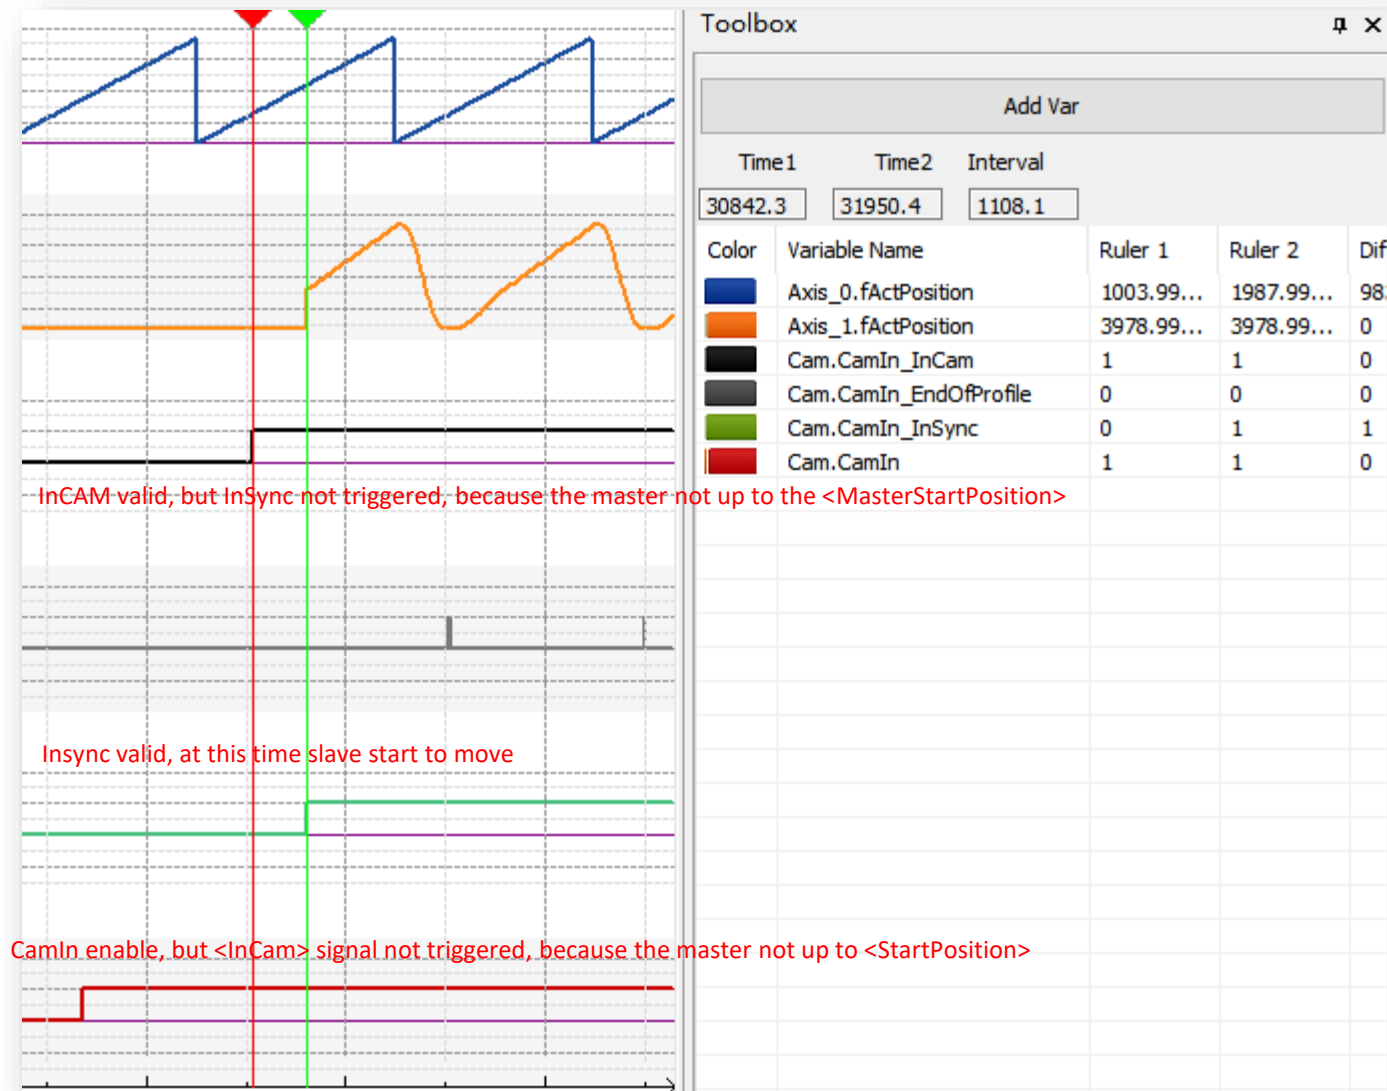 Toolbox
Add Var
Time1 Time2 Interval
30842.3 31950.4 1108.1
Color Variable Name Ruler 1 Ruler 2 Dif
Axis_0.fActPosition 1003.99... 1987.99... 98
Axis_1.fActPosition 3978.99... 3978.99... 0
Cam.CamIn_InCam 1 1 0
Cam.CamIn_EndOfProfile 0 0 0
Cam.CamIn_InSync 0 1 1
Cam.CamIn 1 1 0
InCAM valid, but InSync not triggered, because the master not up to the <MasterStartPosition>
Insync valid, at this time slave start to move
CamIn enable, but <InCam> signal not triggered, because the master not up to <StartPosition>